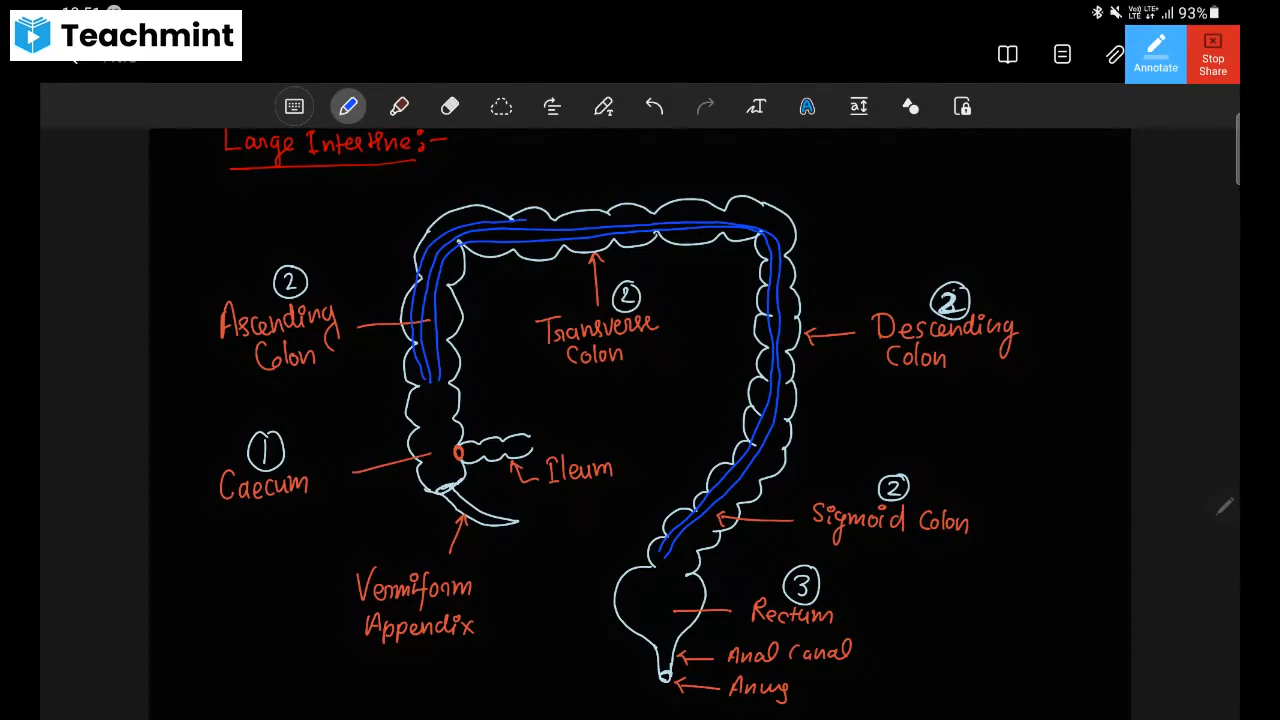 Teachmint
93%
Annotate
Stop
Share
Large Intestine:-
2
Ascending
Colon
2
Transverse
Colon
2
Descending
Colon
1
Caecum
Ileum
2
Sigmoid Colon
Vermiform
Appendix
3
Rectum
Anal Canal
Anus